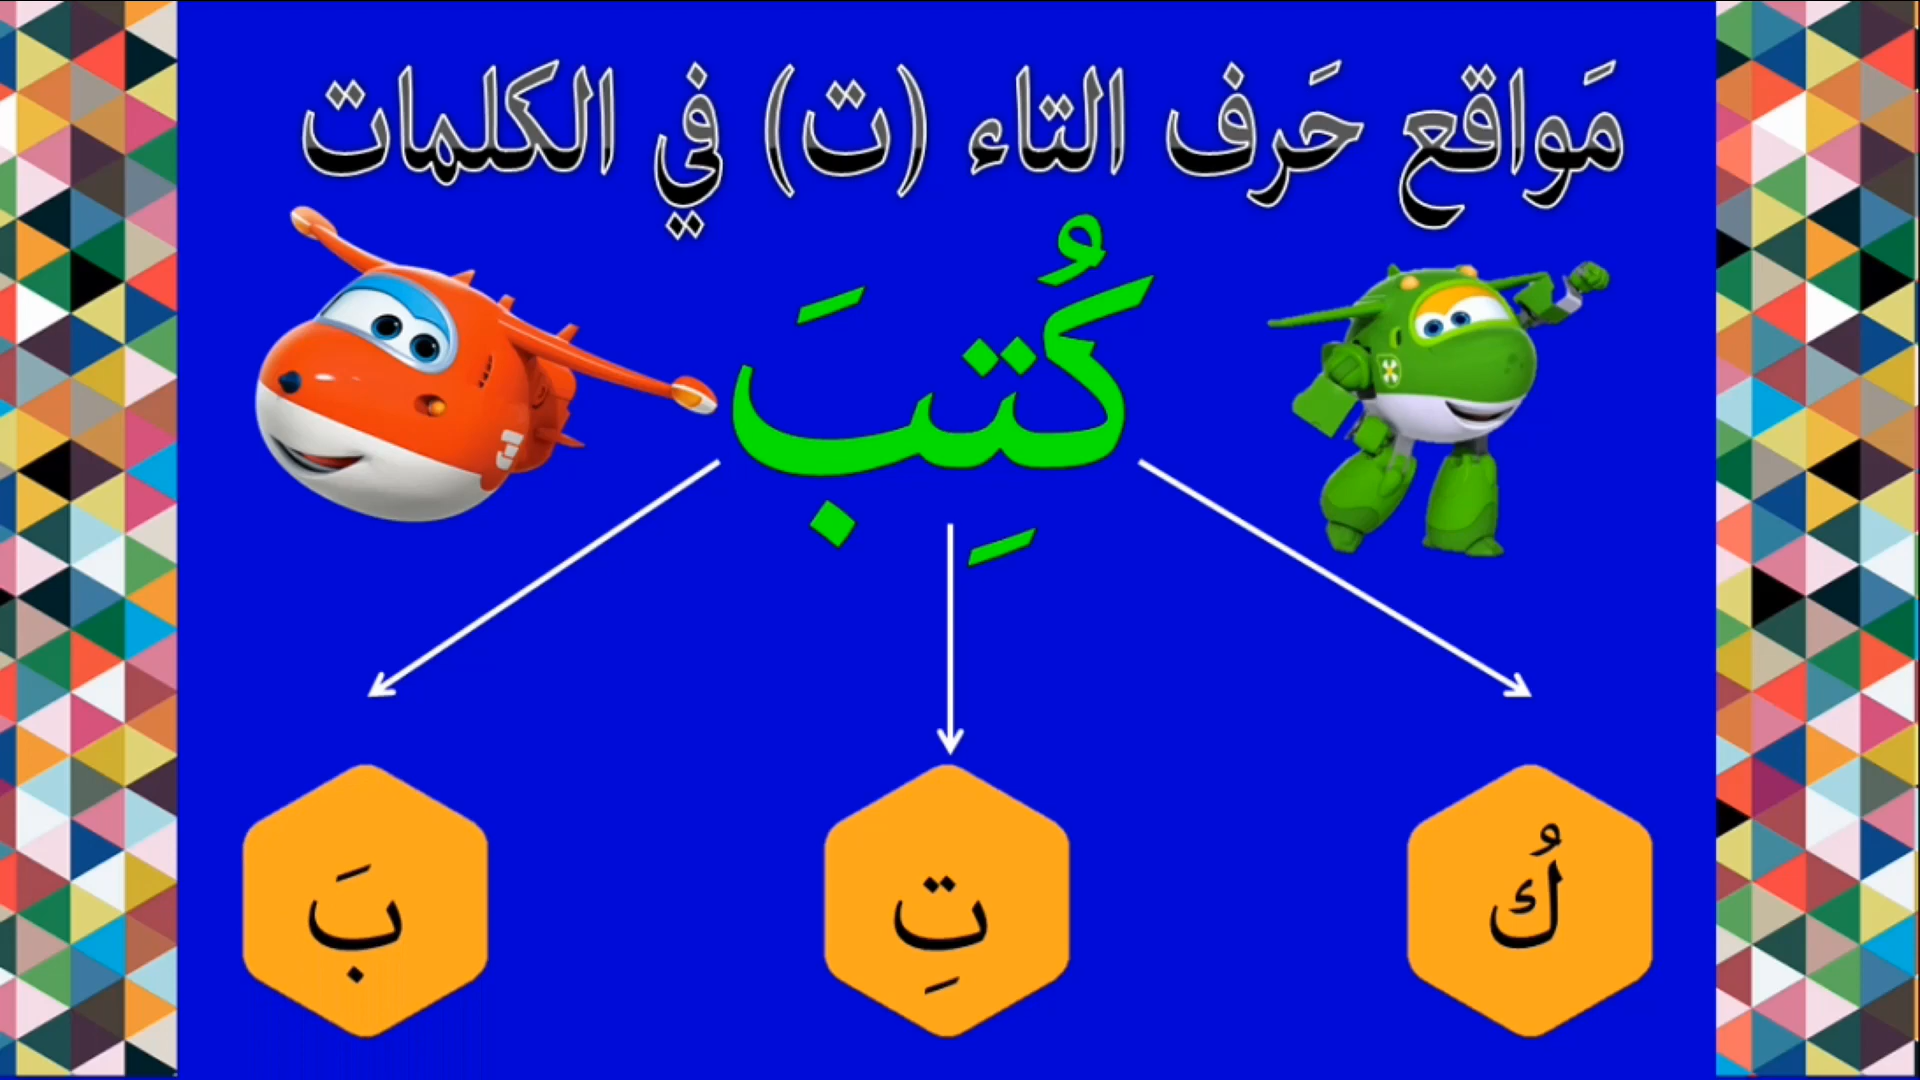 مَواقع حَرف التاء (ت) في الكلمات
كُتِبَ
كُ تِ بَ